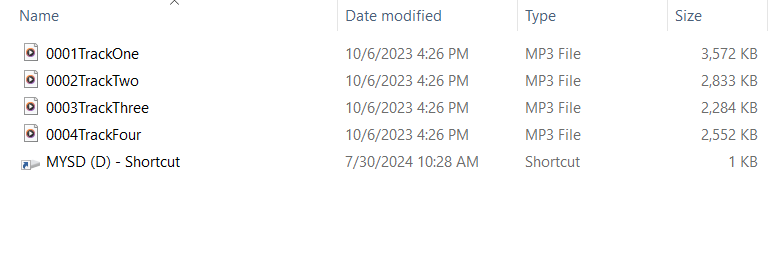 Name Date modified Type Size
0001TrackOne 10/6/2023 4:26 PM MP3 File 3,572 KB
0002TrackTwo 10/6/2023 4:26 PM MP3 File 2,833 KB
0003TrackThree 10/6/2023 4:26 PM MP3 File 2,284 KB
0004TrackFour 10/6/2023 4:26 PM MP3 File 2,552 KB
MYSD (D) - Shortcut 7/30/2024 10:28 AM Shortcut 1 KB